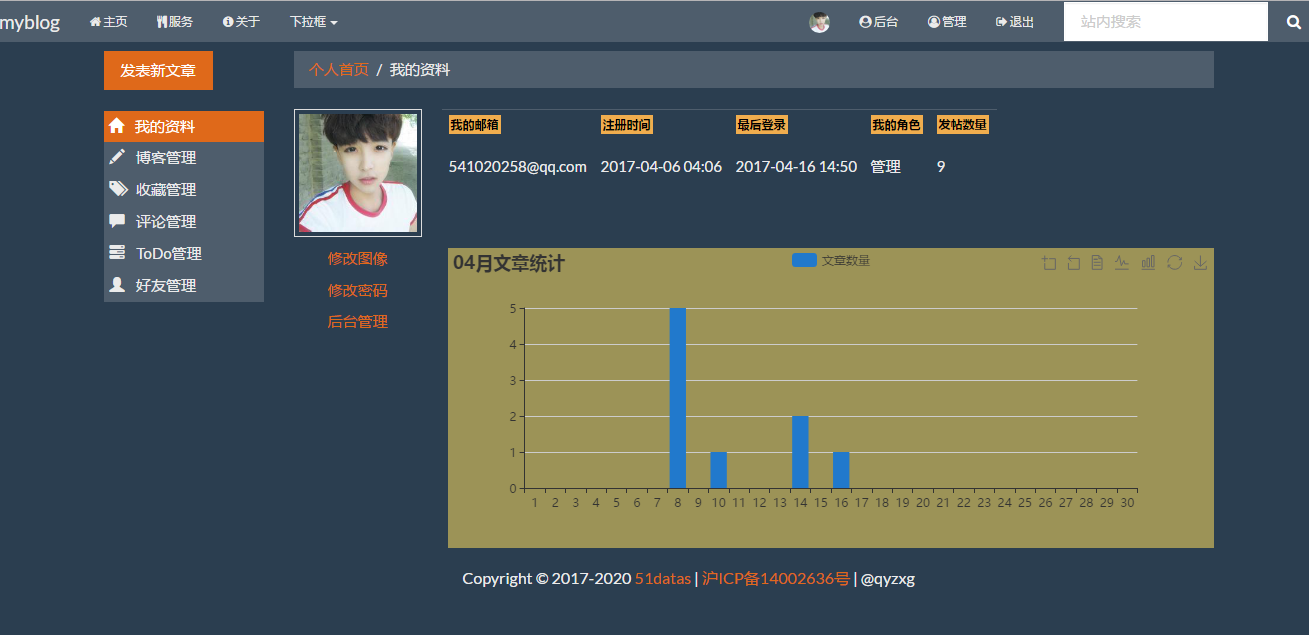 myblog 主页 服务 关于 下拉框 后台 管理 退出 站内搜索
发表新文章
个人首页 / 我的资料
我的资料
博客管理
收藏管理
评论管理
ToDo管理
好友管理
修改图像
修改密码
后台管理
我的邮箱 注册时间 最后登录 我的角色 发帖数量
541020258@qq.com 2017-04-06 04:06 2017-04-16 14:50 管理 9
04月文章统计 文章数量
5
4
3
2
1
0
1 2 3 4 5 6 7 8 9 10 11 12 13 14 15 16 17 18 19 20 21 22 23 24 25 26 27 28 29 30
Copyright © 2017-2020 51datas | 沪ICP备14002636号 | @qyzxg